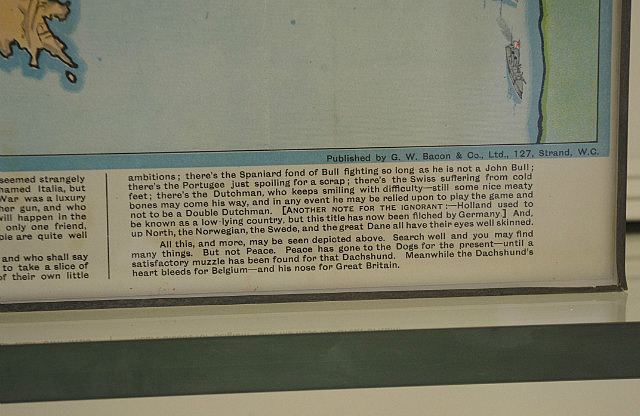 Published by G. W. Bacon & Co., Ltd., 127, Strand, W.C.
seemed strangely
named Italia, but
War was a luxury
her gun, and who
will happen in the
only one friend,
ple are quite well
and who shall say
to take a slice of
of their own little
ambitions; there's the Spaniard fond of Bull fighting so long as he is not a John Bull;
there's the Portugee just spoiling for a scrap; there's the Swiss suffering from cold
feet; there's the Dutchman, who keeps smiling with difficulty—still some nice meaty
bones may come his way, and in any event he may be relied upon to play the game and
not to be a Double Dutchman. [ANOTHER NOTE FOR THE IGNORANT:—Holland used to
be known as a low lying country, but this title has now been filched by Germany.] And,
up North, the Norwegian, the Swede, and the great Dane all have their eyes well skinned.
All this, and more, may be seen depicted above. Search well and you may find
many things. But not Peace. Peace has gone to the Dogs for the present—until a
satisfactory muzzle has been found for that Dachshund. Meanwhile the Dachshund's
heart bleeds for Belgium—and his nose for Great Britain.